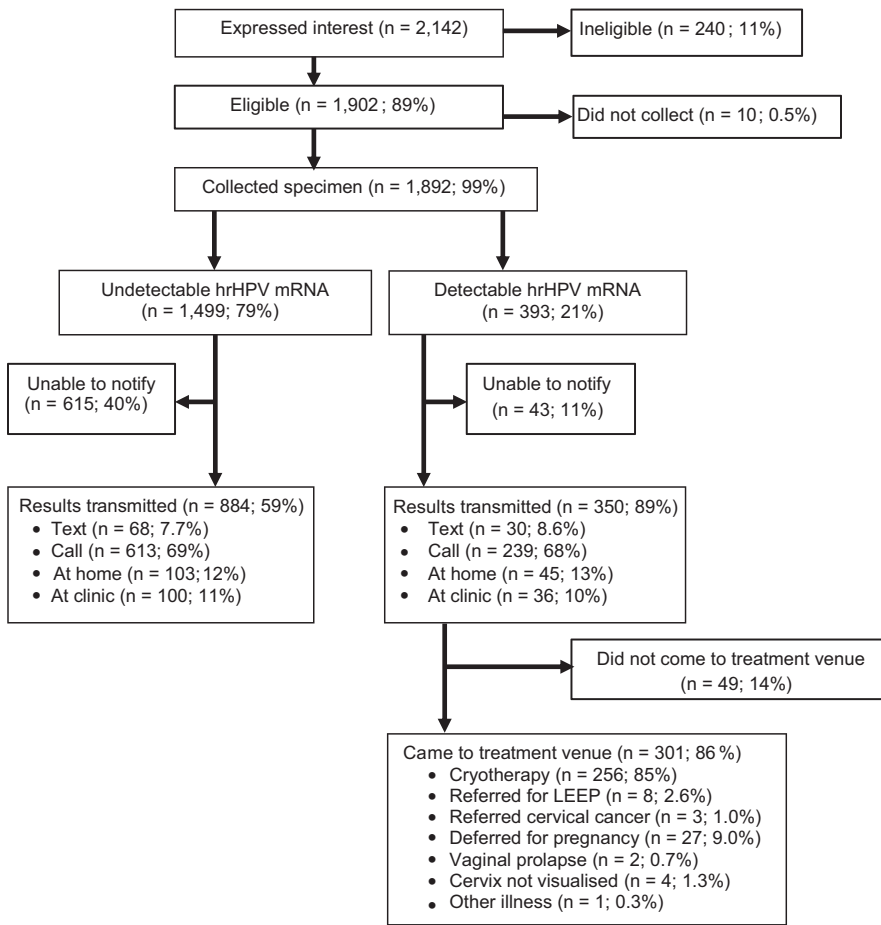 Expressed interest (n = 2,142)
Ineligible (n = 240 ; 11%)
Eligible (n = 1,902 ; 89%)
Did not collect (n = 10; 0.5%)
Collected specimen (n = 1,892; 99%)
Undetectable hrHPV mRNA
(n = 1,499; 79%)
Detectable hrHPV mRNA
(n = 393; 21%)
Unable to notify
(n = 615; 40%)
Unable to notify
(n = 43; 11%)
Results transmitted (n = 884; 59%)
• Text (n = 68; 7.7%)
• Call (n = 613; 69%)
• At home (n = 103; 12%)
• At clinic (n = 100; 11%)
Results transmitted (n = 350; 89%)
• Text (n = 30; 8.6%)
• Call (n = 239; 68%)
• At home (n = 45; 13%)
• At clinic (n = 36; 10%)
Did not come to treatment venue
(n = 49; 14%)
Came to treatment venue (n = 301; 86%)
• Cryotherapy (n = 256; 85%)
• Referred for LEEP (n = 8; 2.6%)
• Referred cervical cancer (n = 3; 1.0%)
• Deferred for pregnancy (n = 27; 9.0%)
• Vaginal prolapse (n = 2; 0.7%)
• Cervix not visualised (n = 4; 1.3%)
• Other illness (n = 1; 0.3%)